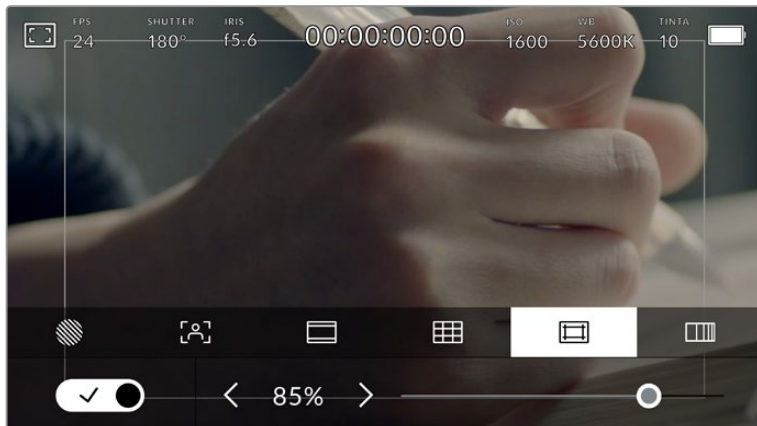 FPS SHUTTER IRIS ISO WB TINTA
24 180° f5.6 00:00:00:00 1600 5600K 10
85%